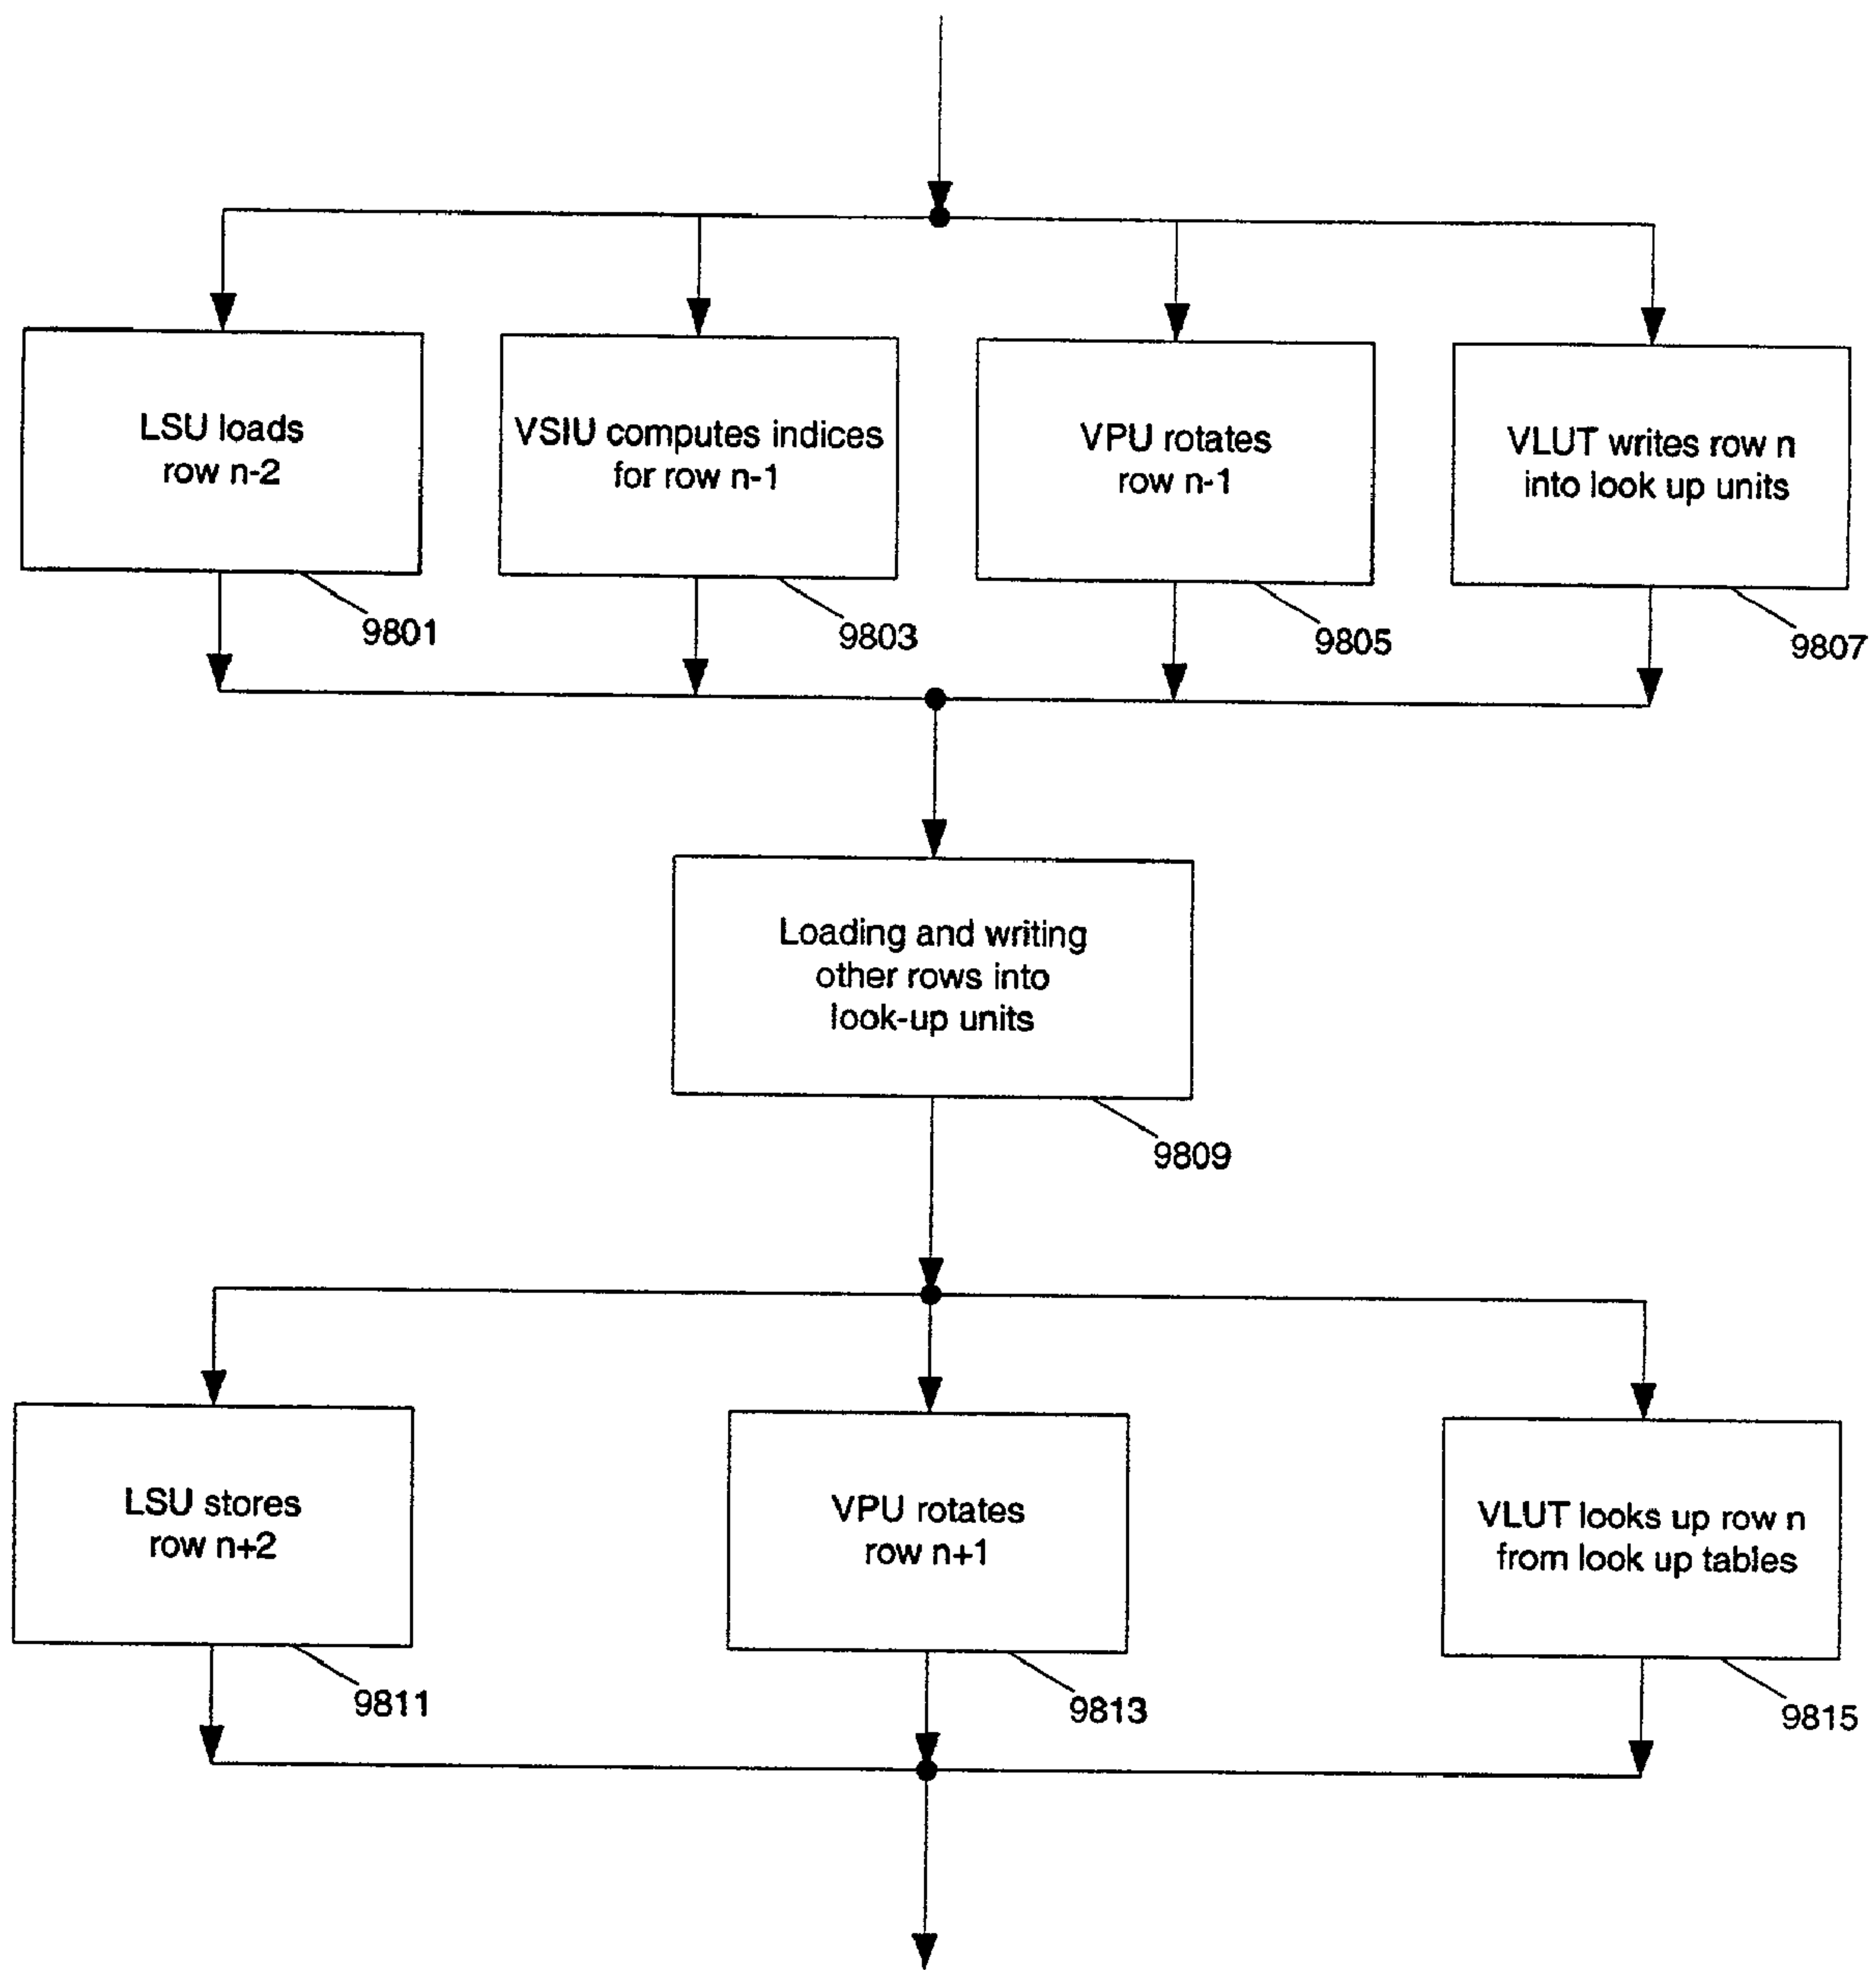 LSU loads
row n-2
9801
VSIU computes indices
for row n-1
9803
VPU rotates
row n-1
9805
VLUT writes row n
into look up units
9807
Loading and writing
other rows into
look-up units
9809
LSU stores
row n+2
9811
VPU rotates
row n+1
9813
VLUT looks up row n
from look up tables
9815